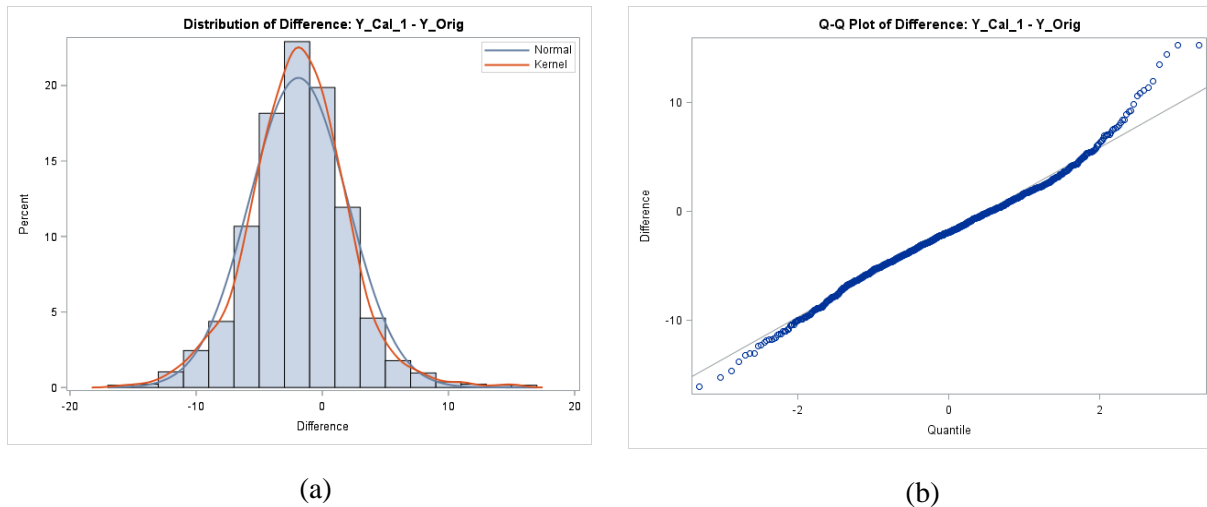 Distribution of Difference: Y_Cal_1 - Y_Orig
Normal
Kernel
20
15
10
5
0
Percent
-20
-10
0
10
20
Difference
(a)
Q-Q Plot of Difference: Y_Cal_1 - Y_Orig
10
0
-10
Difference
-2
0
2
Quantile
(b)